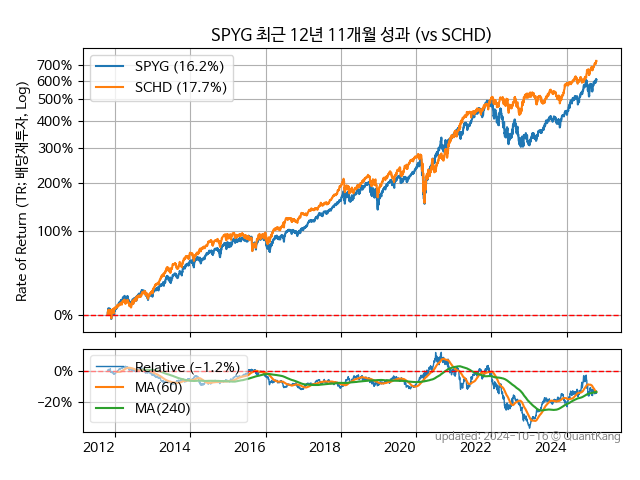 SPYG 최근 12년 11개월 성과 (vs SCHD)
SPYG (16.2%)
SCHD (17.7%)
700%
600%
500%
400%
300%
200%
100%
0%
Rate of Return (TR; 배당재투자, Log)
Relative (−1.2%)
MA(60)
MA(240)
0%
−20%
2012 2014 2016 2018 2020 2022 2024
updated: 2024-10-16 © QuantKang